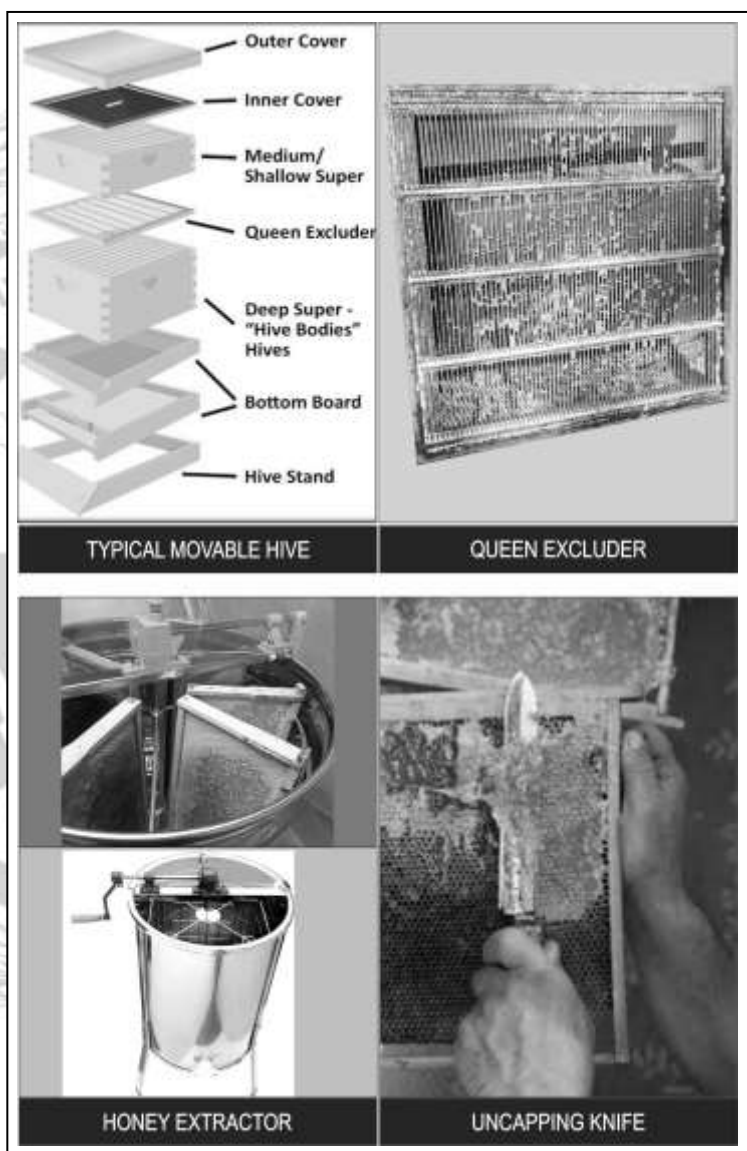 Outer Cover
Inner Cover
Medium/
Shallow Super
Queen Excluder
Deep Super -
“Hive Bodies”
Hives
Bottom Board
Hive Stand
TYPICAL MOVABLE HIVE
QUEEN EXCLUDER
HONEY EXTRACTOR
UNCAPPING KNIFE